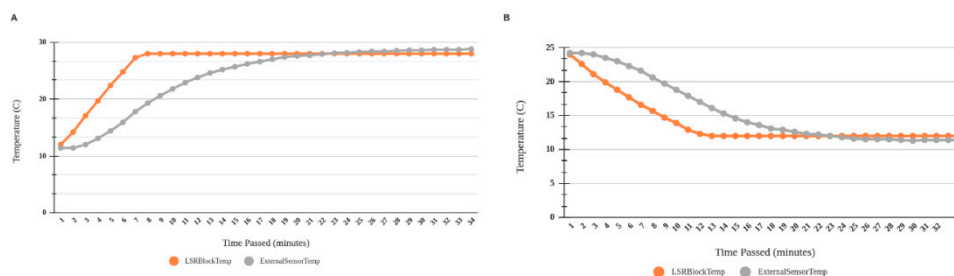 A
Temperature (C)
30
20
10
0
1 2 3 4 5 6 7 8 9 10 11 12 13 14 15 16 17 18 19 20 21 22 23 24 25 26 27 28 29 30 31 32 33 34
Time Passed (minutes)
LSRBlockTemp ExternalSensorTemp
B
Temperature (C)
25
20
15
10
5
0
1 2 3 4 5 6 7 8 9 10 11 12 13 14 15 16 17 18 19 20 21 22 23 24 25 26 27 28 29 30 31 32
Time Passed (minutes)
LSRBlockTemp ExternalSensorTemp